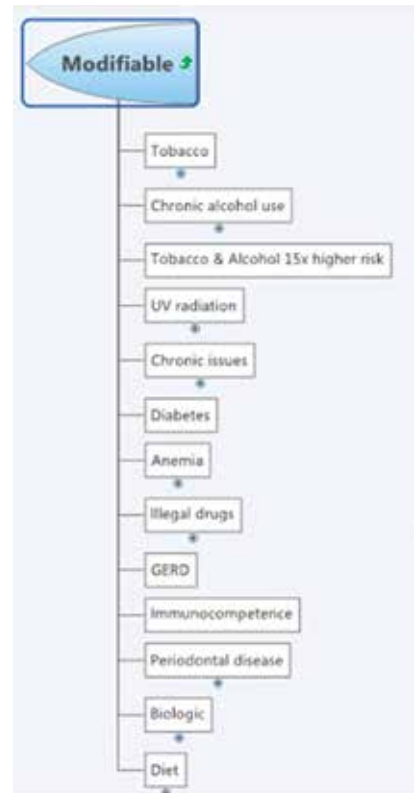 Modifiable
Tobacco
Chronic alcohol use
Tobacco & Alcohol 15x higher risk
UV radiation
Chronic issues
Diabetes
Anemia
Illegal drugs
GERD
Immunocompetence
Periodontal disease
Biologic
Diet